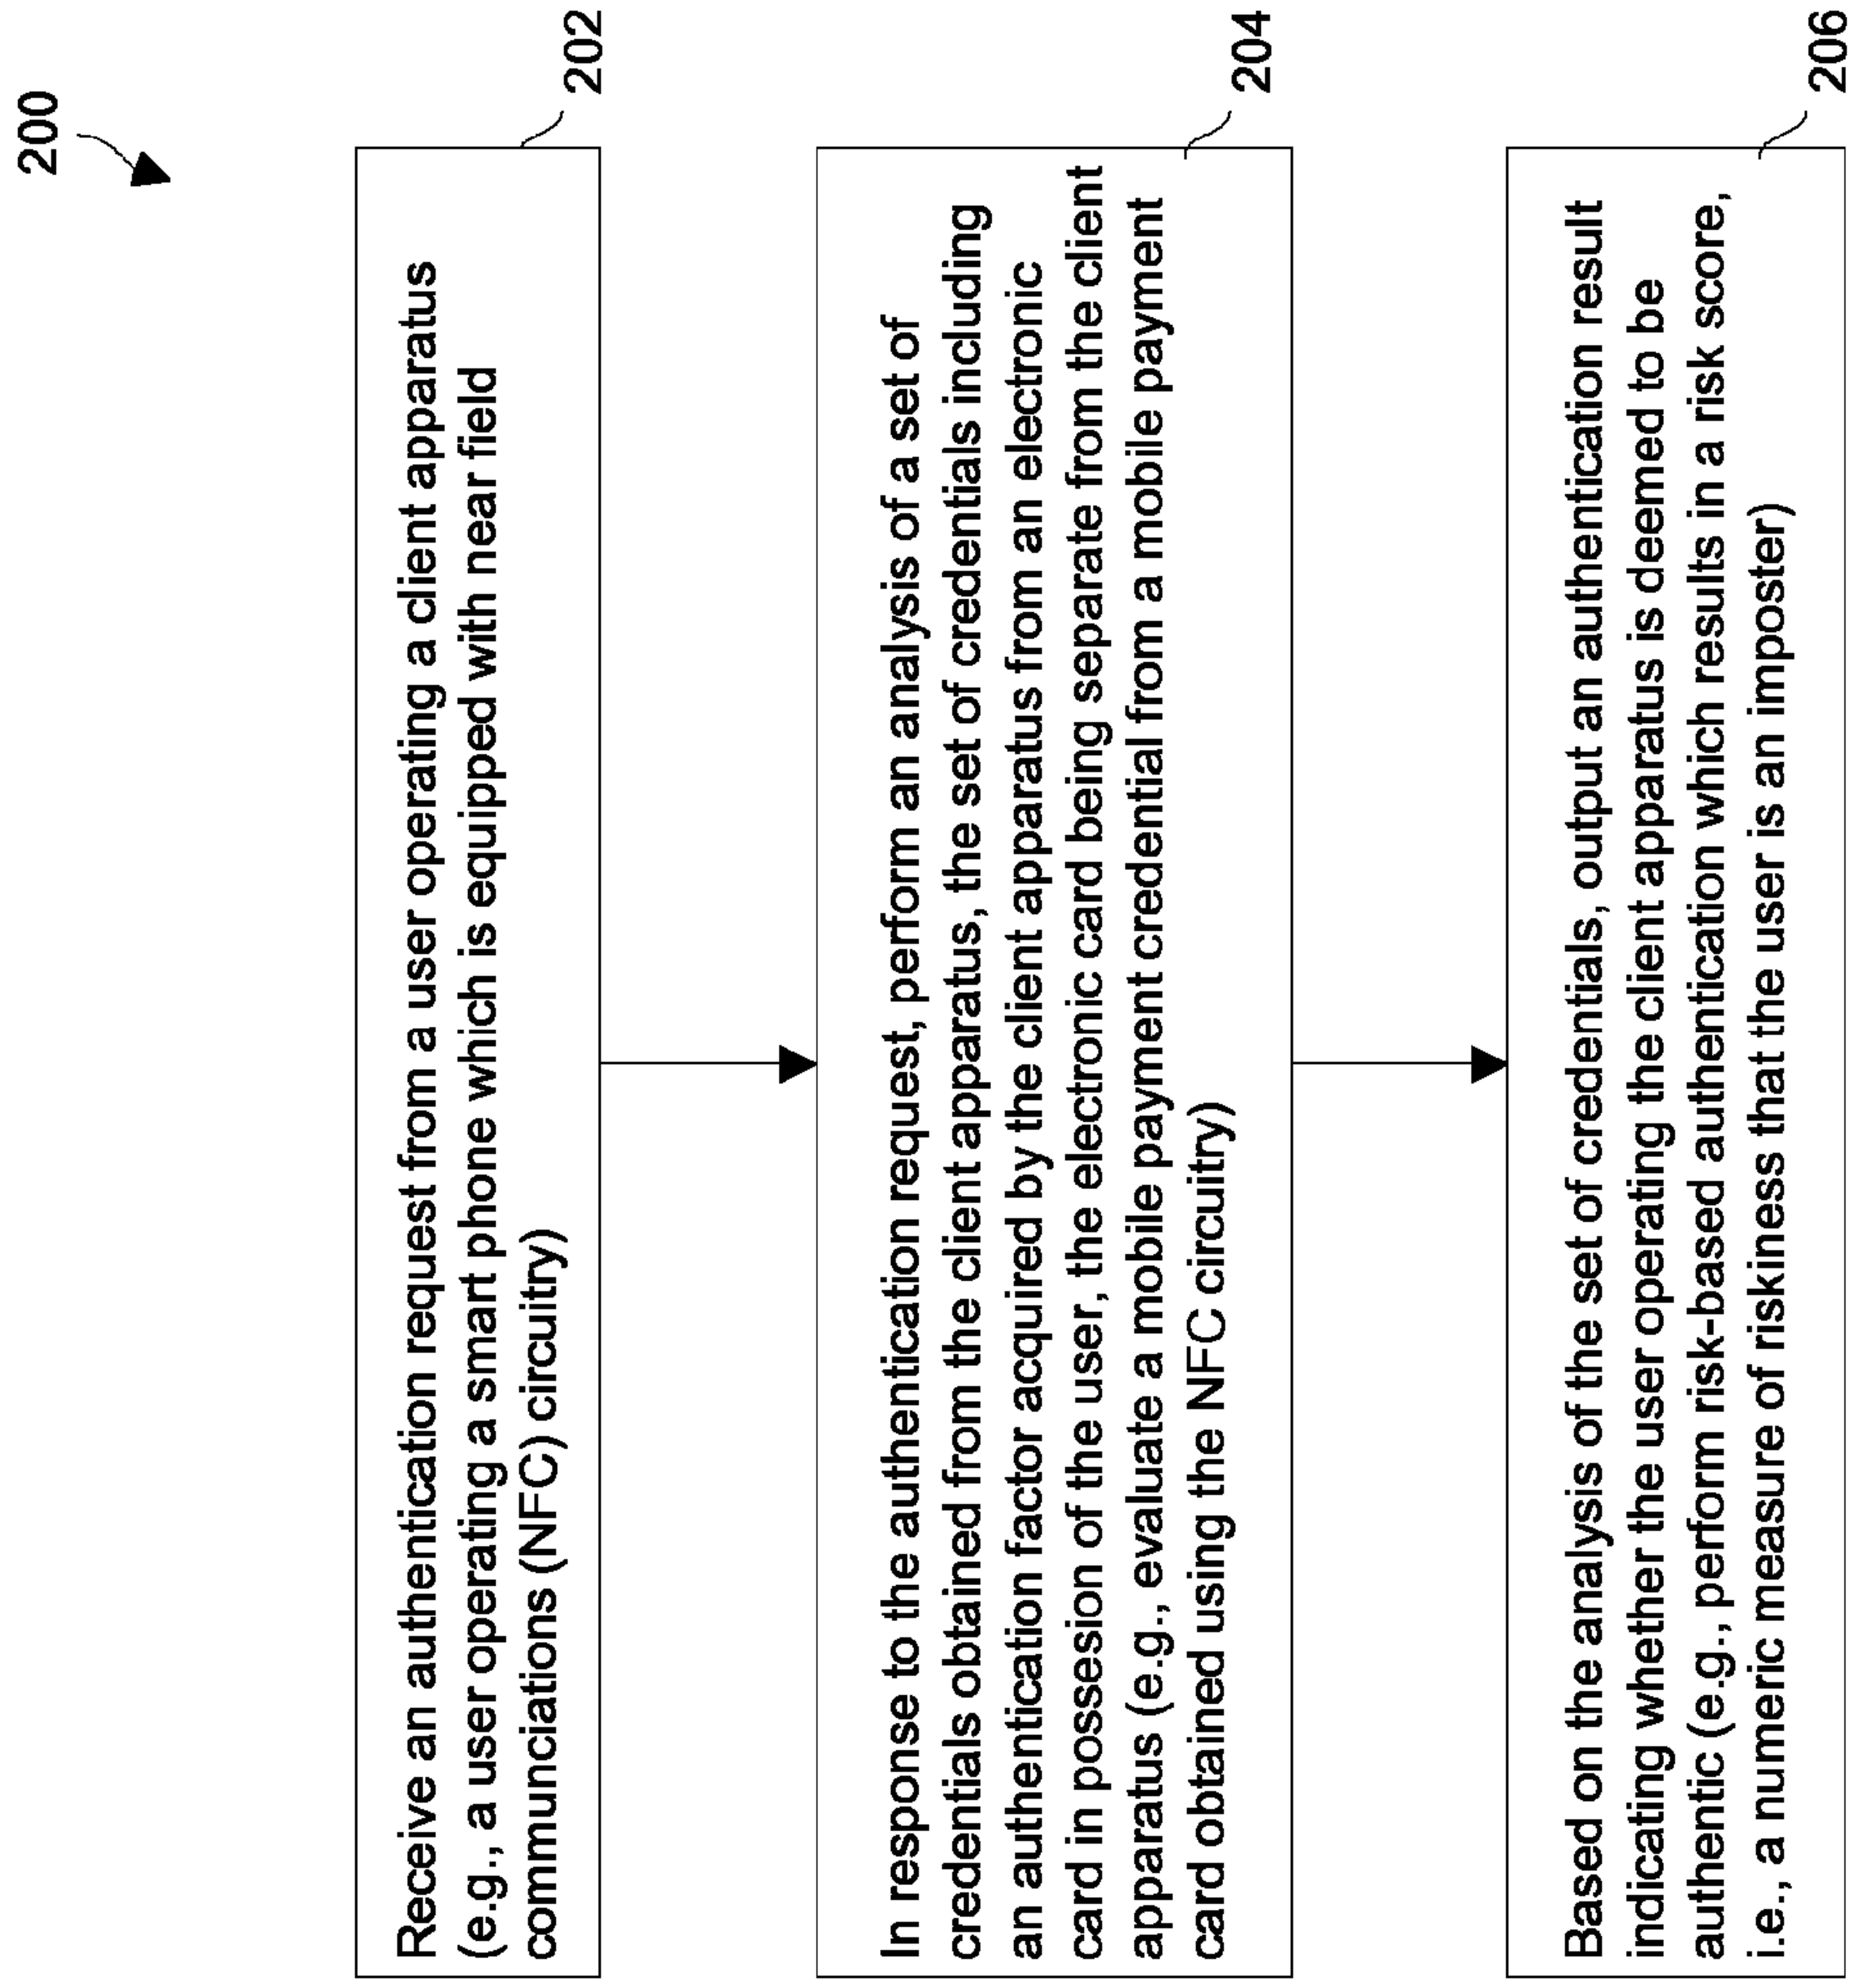 200
202
Receive an authentication request from a user operating a client apparatus
(e.g., a user operating a smart phone which is equipped with near field
communciations (NFC) circuitry)
204
In response to the authentication request, perform an analysis of a set of
credentials obtained from the client apparatus, the set of credentials including
an authentication factor acquired by the client apparatus from an electronic
card in possesion of the user, the electronic card being separate from the client
apparatus (e.g., evaluate a mobile payment credential from a mobile payment
card obtained using the NFC circuitry)
206
Based on the analysis of the set of credentials, output an authentication result
indicating whether the user operating the client apparatus is deemed to be
authentic (e.g., perform risk-based authentication which results in a risk score,
i.e., a numeric measure of riskiness that the user is an imposter)